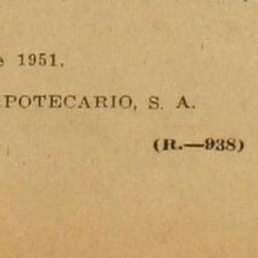 e 1951.
POTECARIO, S. A.
(R.—938)